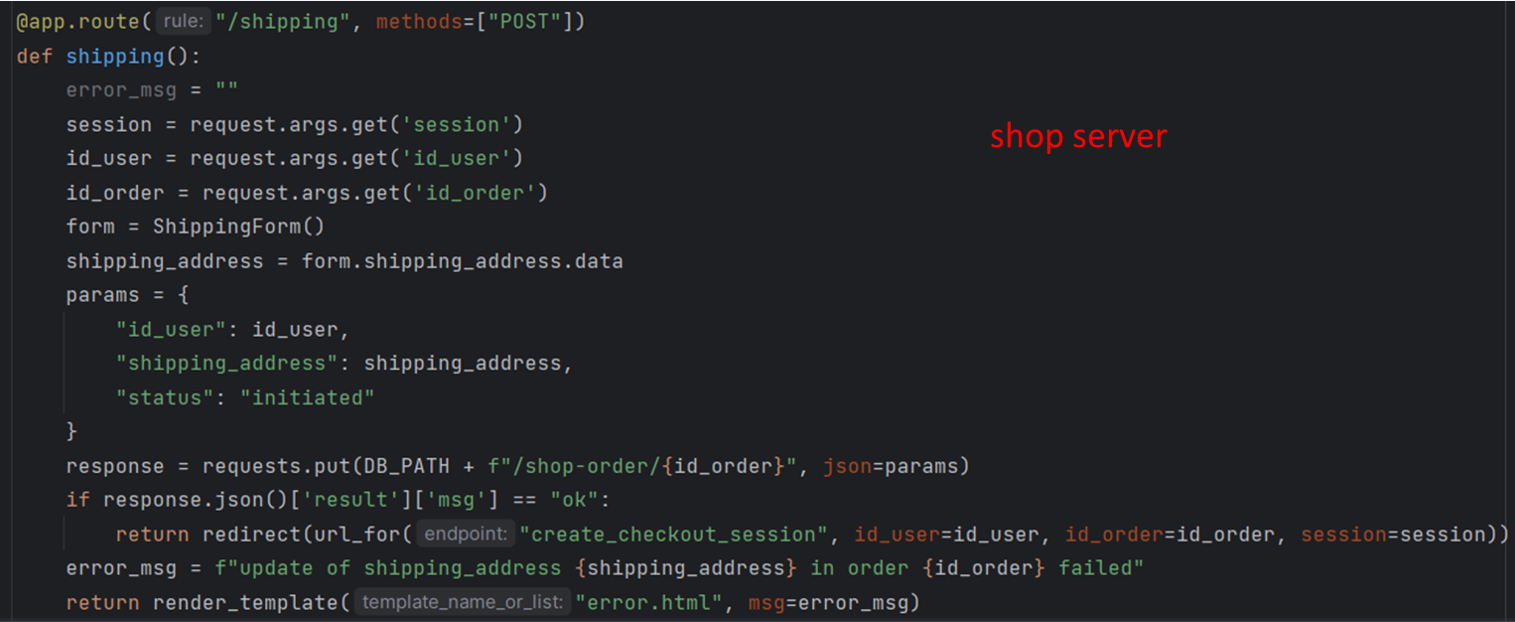 @app.route( rule: "/shipping", methods=["POST"])
def shipping():
    error_msg = ""
    session = request.args.get('session')
    id_user = request.args.get('id_user')
    id_order = request.args.get('id_order')
    form = ShippingForm()
    shipping_address = form.shipping_address.data
    params = {
        "id_user": id_user,
        "shipping_address": shipping_address,
        "status": "initiated"
    }
    response = requests.put(DB_PATH + f"/shop-order/{id_order}", json=params)
    if response.json()['result']['msg'] == "ok":
        return redirect(url_for( endpoint: "create_checkout_session", id_user=id_user, id_order=id_order, session=session))
    error_msg = f"update of shipping_address {shipping_address} in order {id_order} failed"
    return render_template( template_name_or_list: "error.html", msg=error_msg)
shop server